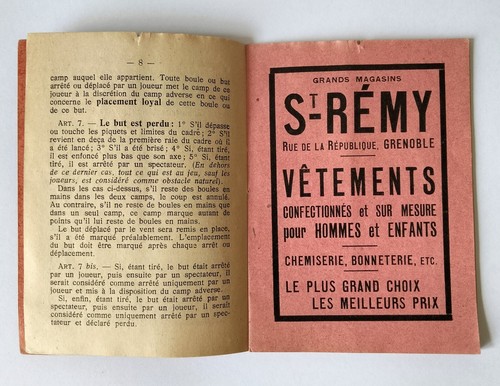 — 8 —
camp auquel elle appartient. Toute boule ou but
arrêté ou déplacé par un joueur met le camp de ce
joueur à la discrétion du camp adverse en ce qui
concerne le placement loyal de cette boule ou
de ce but.
ART. 7. — Le but est perdu : 1° S'il dépasse
ou touche les piquets et limites du cadre ; 2° S'il
revient en deça de la première raie du cadre où il
a été lancé ; 3° S'il a été brisé ; 4° Si, étant tiré,
il est enfoncé plus bas que son axe ; 5° Si, étant
tiré, il est arrêté par un spectateur. (En dehors
de ce dernier cas, tout ce qui est au jeu, sauf les
joueurs, est considéré comme obstacle naturel).
Dans les cas ci-dessus, s'il reste des boules en
mains dans les deux camps, le coup est annulé.
Au contraire, s'il ne reste de boules en mains que
dans un seul camp, ce camp marque autant de
points qu'il lui reste de boules en mains.
Le but déplacé par le vent sera remis en place,
s'il a été marqué préalablement. L'emplacement
du but doit être marqué après chaque arrêt ou
déplacement.
ART. 7 bis. — Si, étant tiré, le but était arrêté
par un joueur, puis ensuite par un spectateur, il
serait considéré comme arrêté uniquement par un
joueur et mis à la disposition du camp adverse.
Si, enfin, étant tiré, le but était arrêté par un
spectateur, puis ensuite par un joueur, il serait
considéré comme uniquement arrêté par un spec-
tateur et déclaré perdu.
GRANDS MAGASINS
ST-RÉMY
RUE DE LA RÉPUBLIQUE, GRENOBLE
VÊTEMENTS
CONFECTIONNÉS et SUR MESURE
pour HOMMES et ENFANTS
CHEMISERIE, BONNETERIE, ETC.
LE PLUS GRAND CHOIX
LES MEILLEURS PRIX